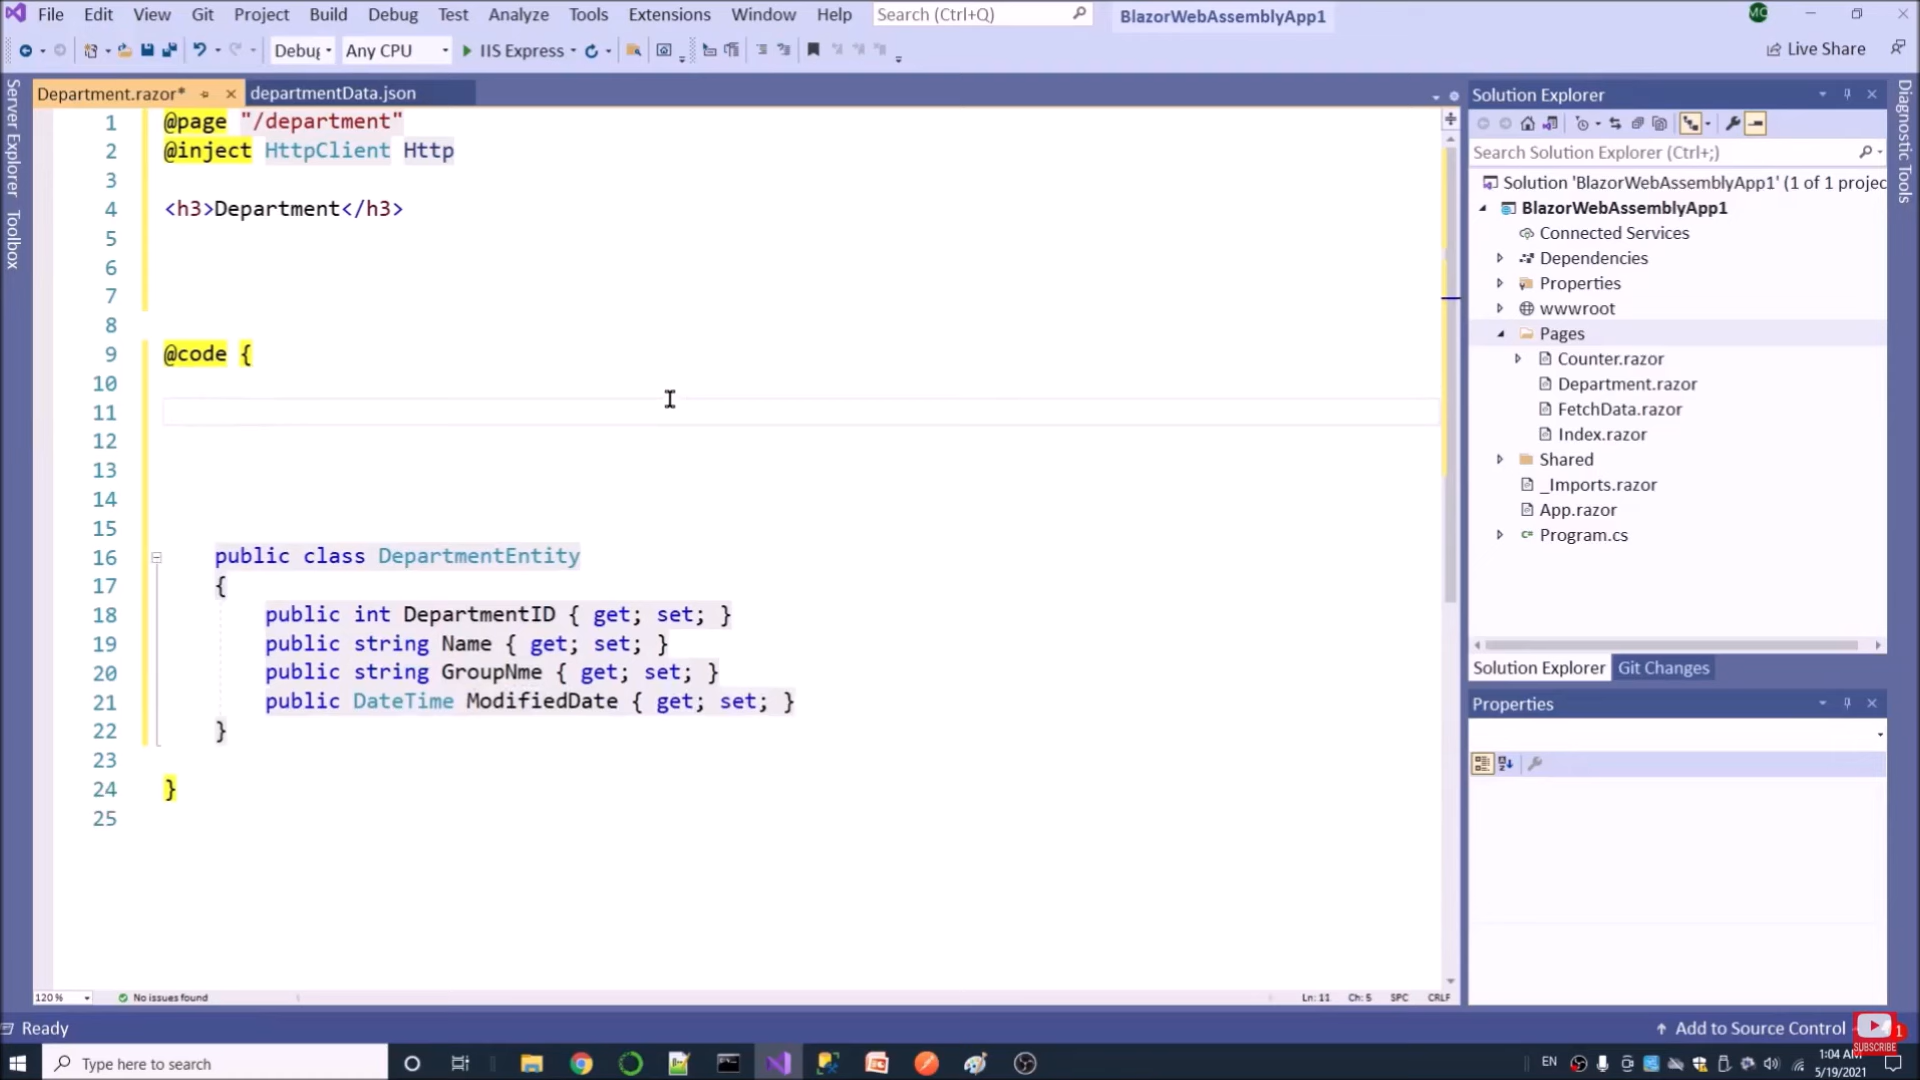 File Edit View Git Project Build Debug Test Analyze Tools Extensions Window Help Search (Ctrl+Q) BlazorWebAssemblyApp1 MC
Debug Any CPU IIS Express Live Share
Server Explorer
Toolbox
Department.razor* departmentData.json
1 @page "/department"
2 @inject HttpClient Http
3
4 <h3>Department</h3>
5
6
7
8
9 @code {
10
11
12
13
14
15
16 public class DepartmentEntity
17 {
18 public int DepartmentID { get; set; }
19 public string Name { get; set; }
20 public string GroupNme { get; set; }
21 public DateTime ModifiedDate { get; set; }
22 }
23
24 }
25
120 % No issues found Ln: 11 Ch: 5 SPC CRLF
Solution Explorer
Search Solution Explorer (Ctrl+;)
Solution 'BlazorWebAssemblyApp1' (1 of 1 projec
BlazorWebAssemblyApp1
Connected Services
Dependencies
Properties
wwwroot
Pages
Counter.razor
Department.razor
FetchData.razor
Index.razor
Shared
_Imports.razor
App.razor
Program.cs
Solution Explorer Git Changes
Properties
Diagnostic Tools
Ready Add to Source Control 1
SUBSCRIBE
Type here to search EN 1:04 AM
5/19/2021